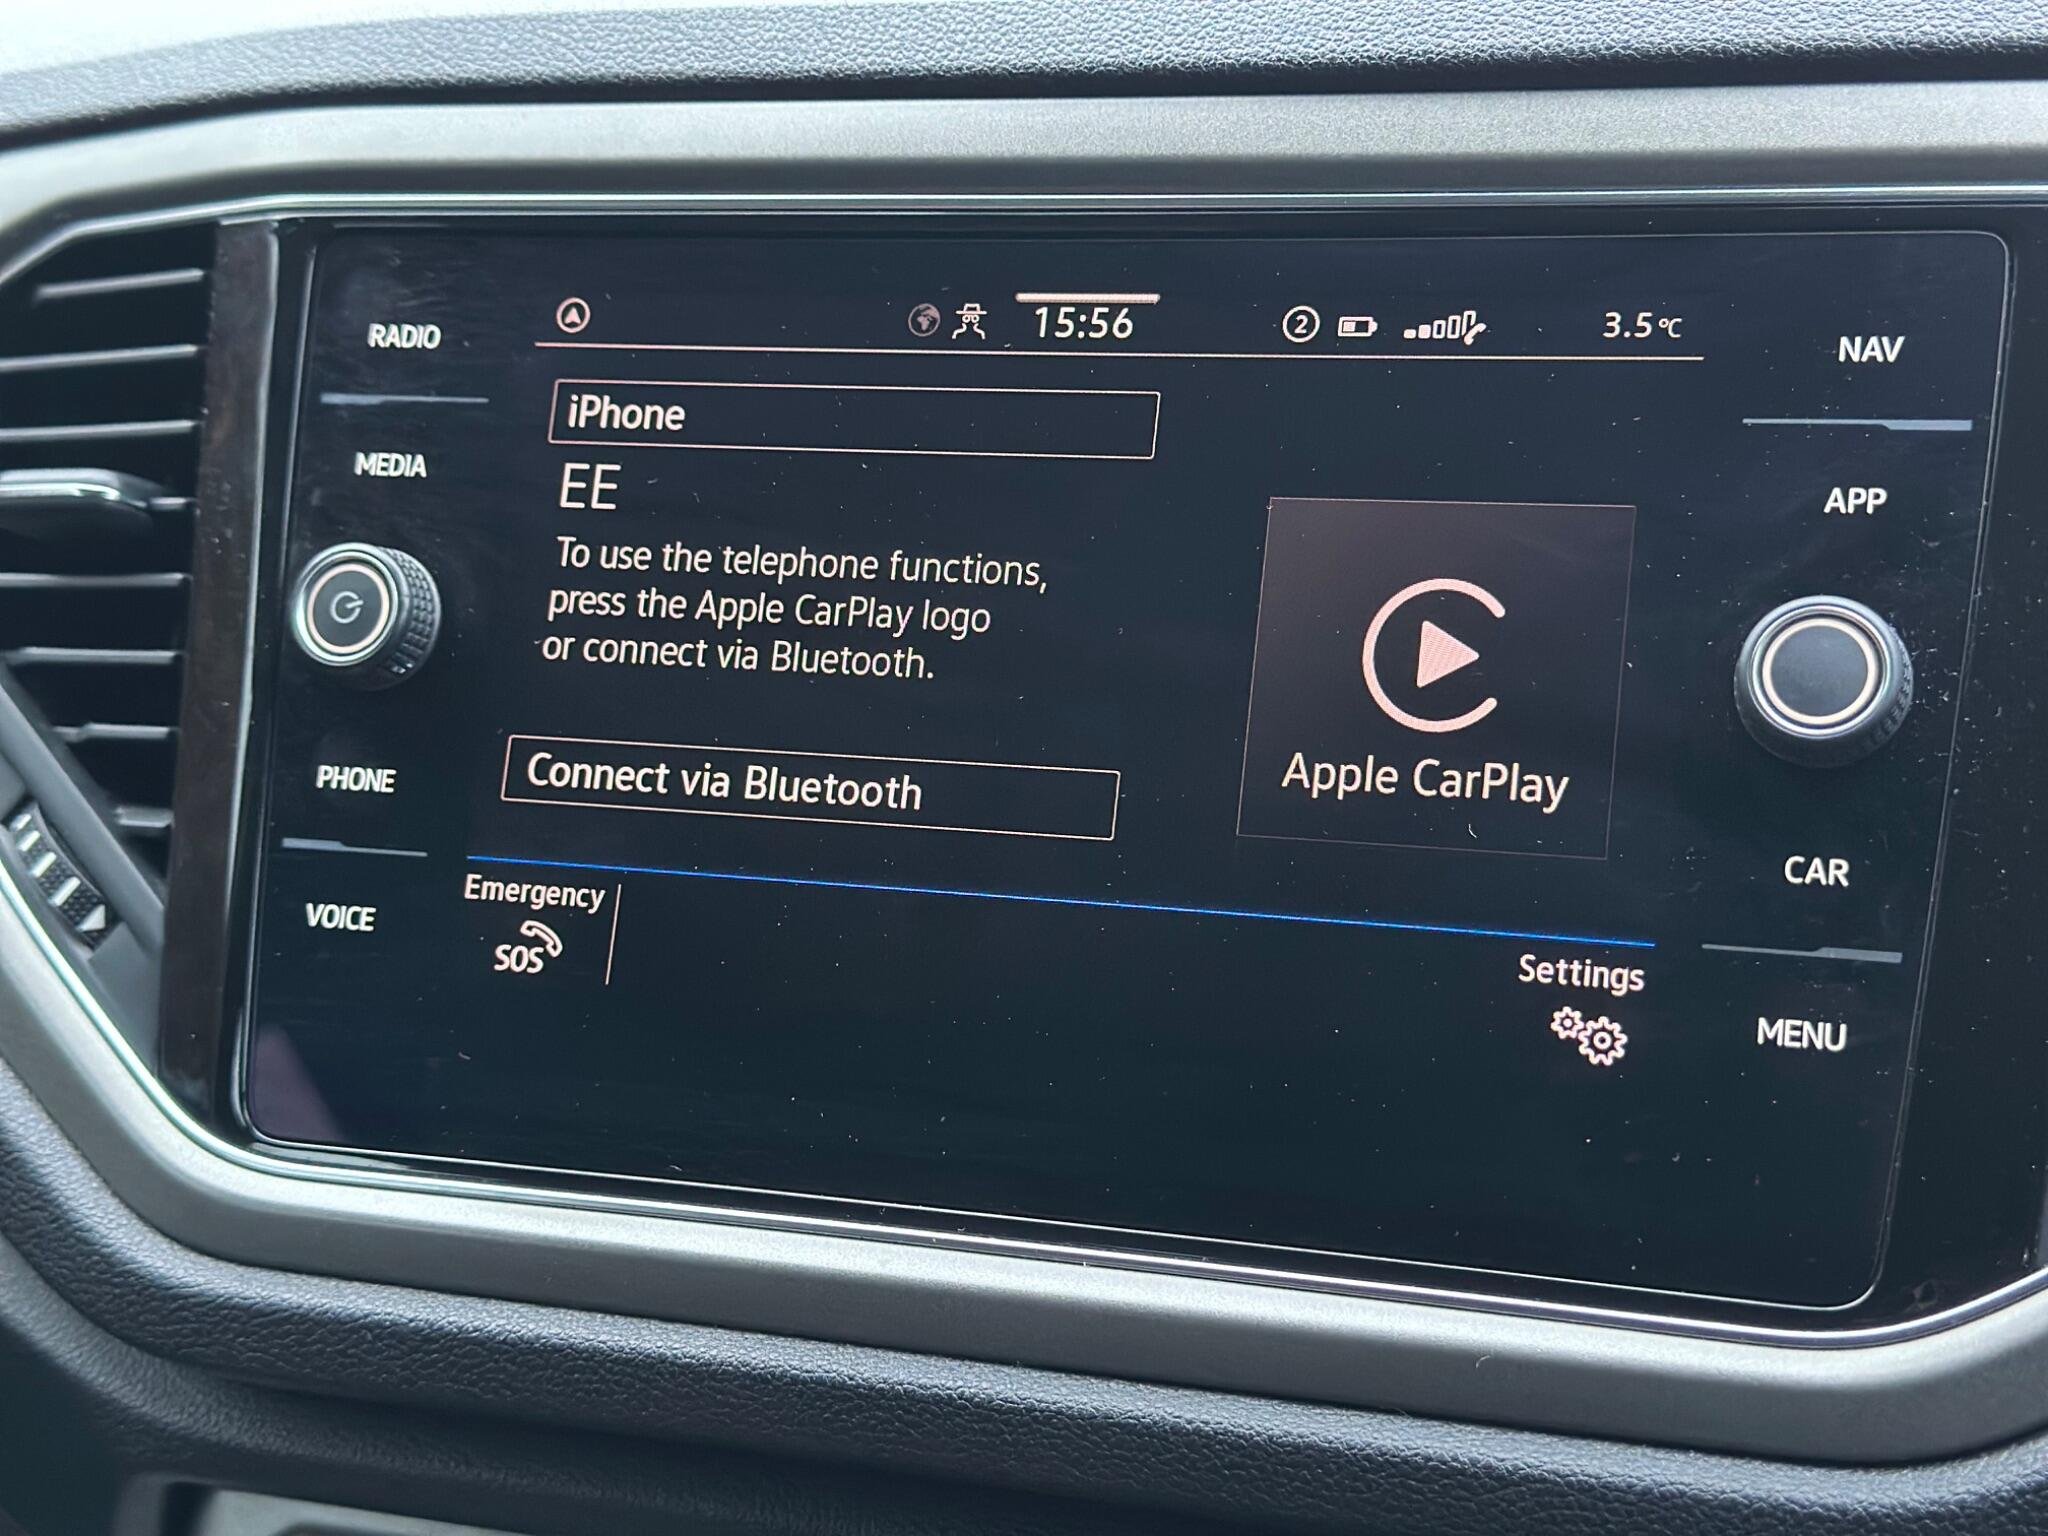 RADIO
MEDIA
PHONE
VOICE
15:56
2
3.5°C
iPhone
EE
To use the telephone functions,
press the Apple CarPlay logo
or connect via Bluetooth.
Connect via Bluetooth
Apple CarPlay
Emergency
SOS
Settings
NAV
APP
CAR
MENU